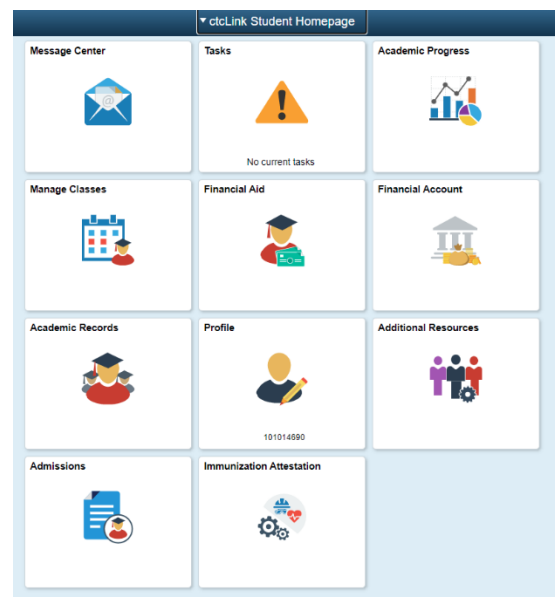 ctcLink Student Homepage
Message Center
Tasks
Academic Progress
@
No current tasks
Manage Classes
Financial Aid
Financial Account
Academic Records
Profile
Additional Resources
101014690
Admissions
Immunization Attestation